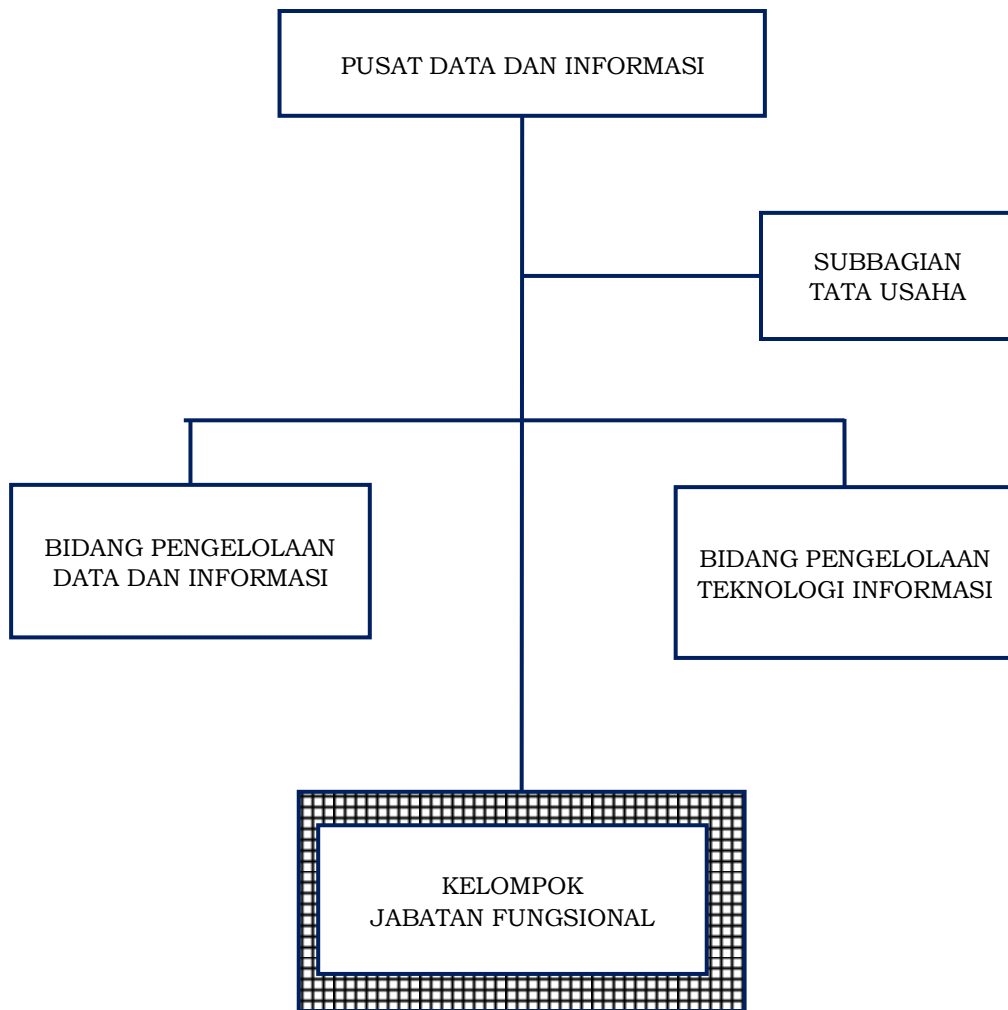 PUSAT DATA DAN INFORMASI
SUBBAGIAN
TATA USAHA
BIDANG PENGELOLAAN
DATA DAN INFORMASI
BIDANG PENGELOLAAN
TEKNOLOGI INFORMASI
KELOMPOK
JABATAN FUNGSIONAL